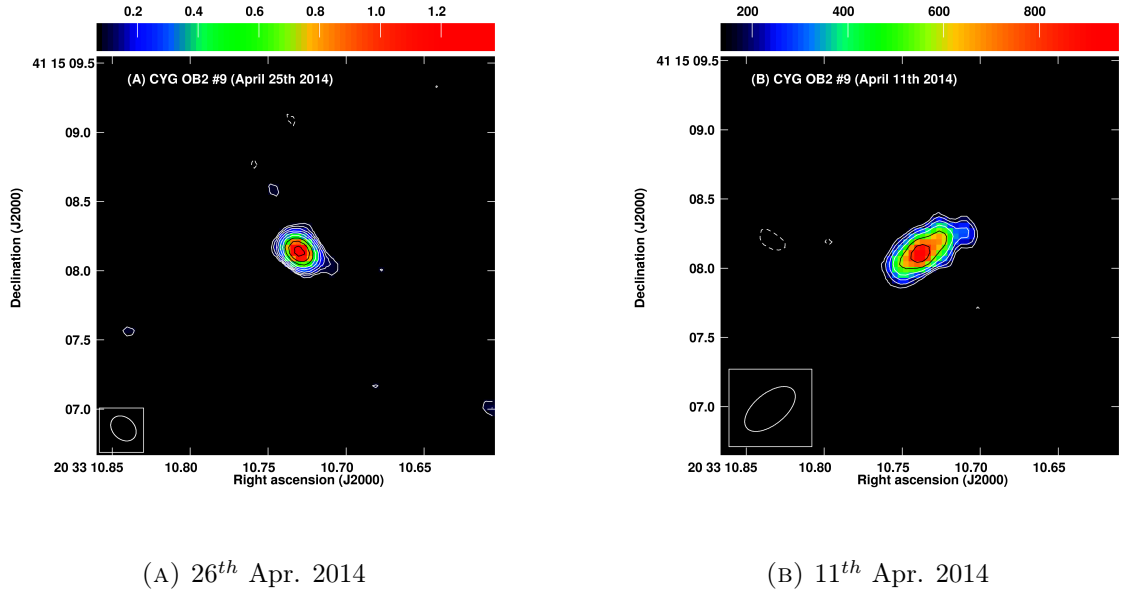 0.2 0.4 0.6 0.8 1.0 1.2
41 15 09.5
(A) CYG OB2 #9 (April 25th 2014)
09.0
08.5
Declination (J2000)
08.0
07.5
07.0
20 33 10.85 10.80 10.75 10.70 10.65
Right ascension (J2000)
(A) 26th Apr. 2014
200 400 600 800
41 15 09.5
(B) CYG OB2 #9 (April 11th 2014)
09.0
08.5
Declination (J2000)
08.0
07.5
07.0
20 33 10.85 10.80 10.75 10.70 10.65
Right ascension (J2000)
(B) 11th Apr. 2014